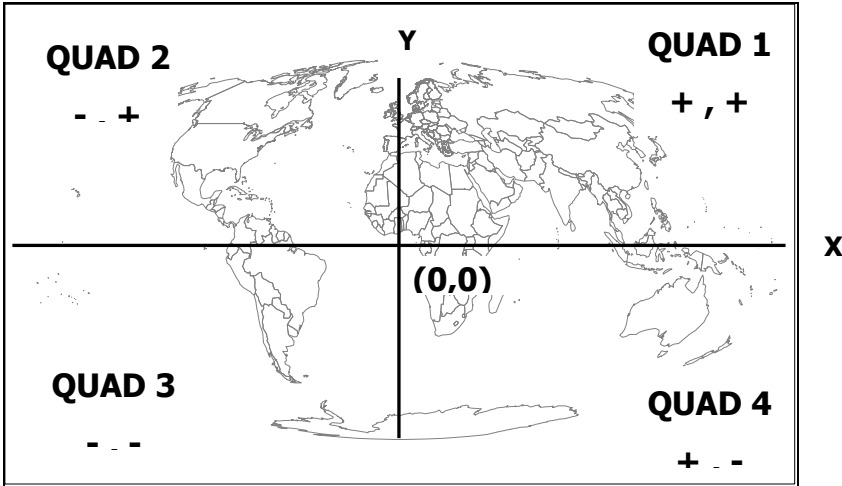 QUAD 2
- , +
Y
QUAD 1
+ , +
X
(0,0)
QUAD 3
- , -
QUAD 4
+ , -